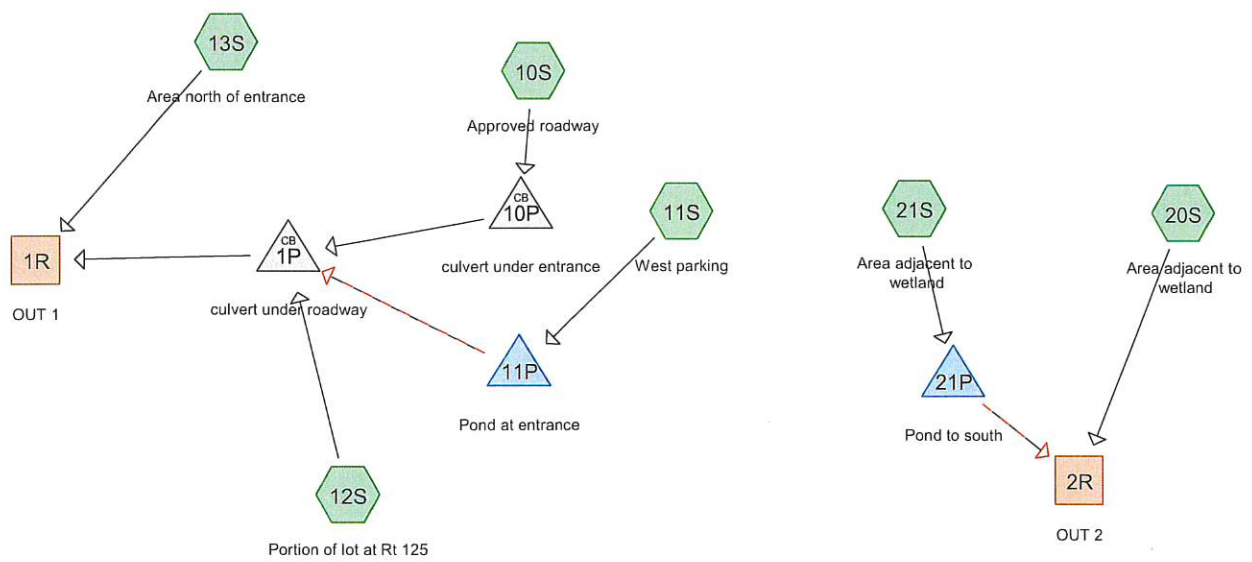 13S
Area north of entrance
10S
Approved roadway
CB
10P
culvert under entrance
11S
West parking
1R
OUT 1
CB
1P
culvert under roadway
11P
Pond at entrance
12S
Portion of lot at Rt 125
21S
Area adjacent to
wetland
20S
Area adjacent to
wetland
21P
Pond to south
2R
OUT 2